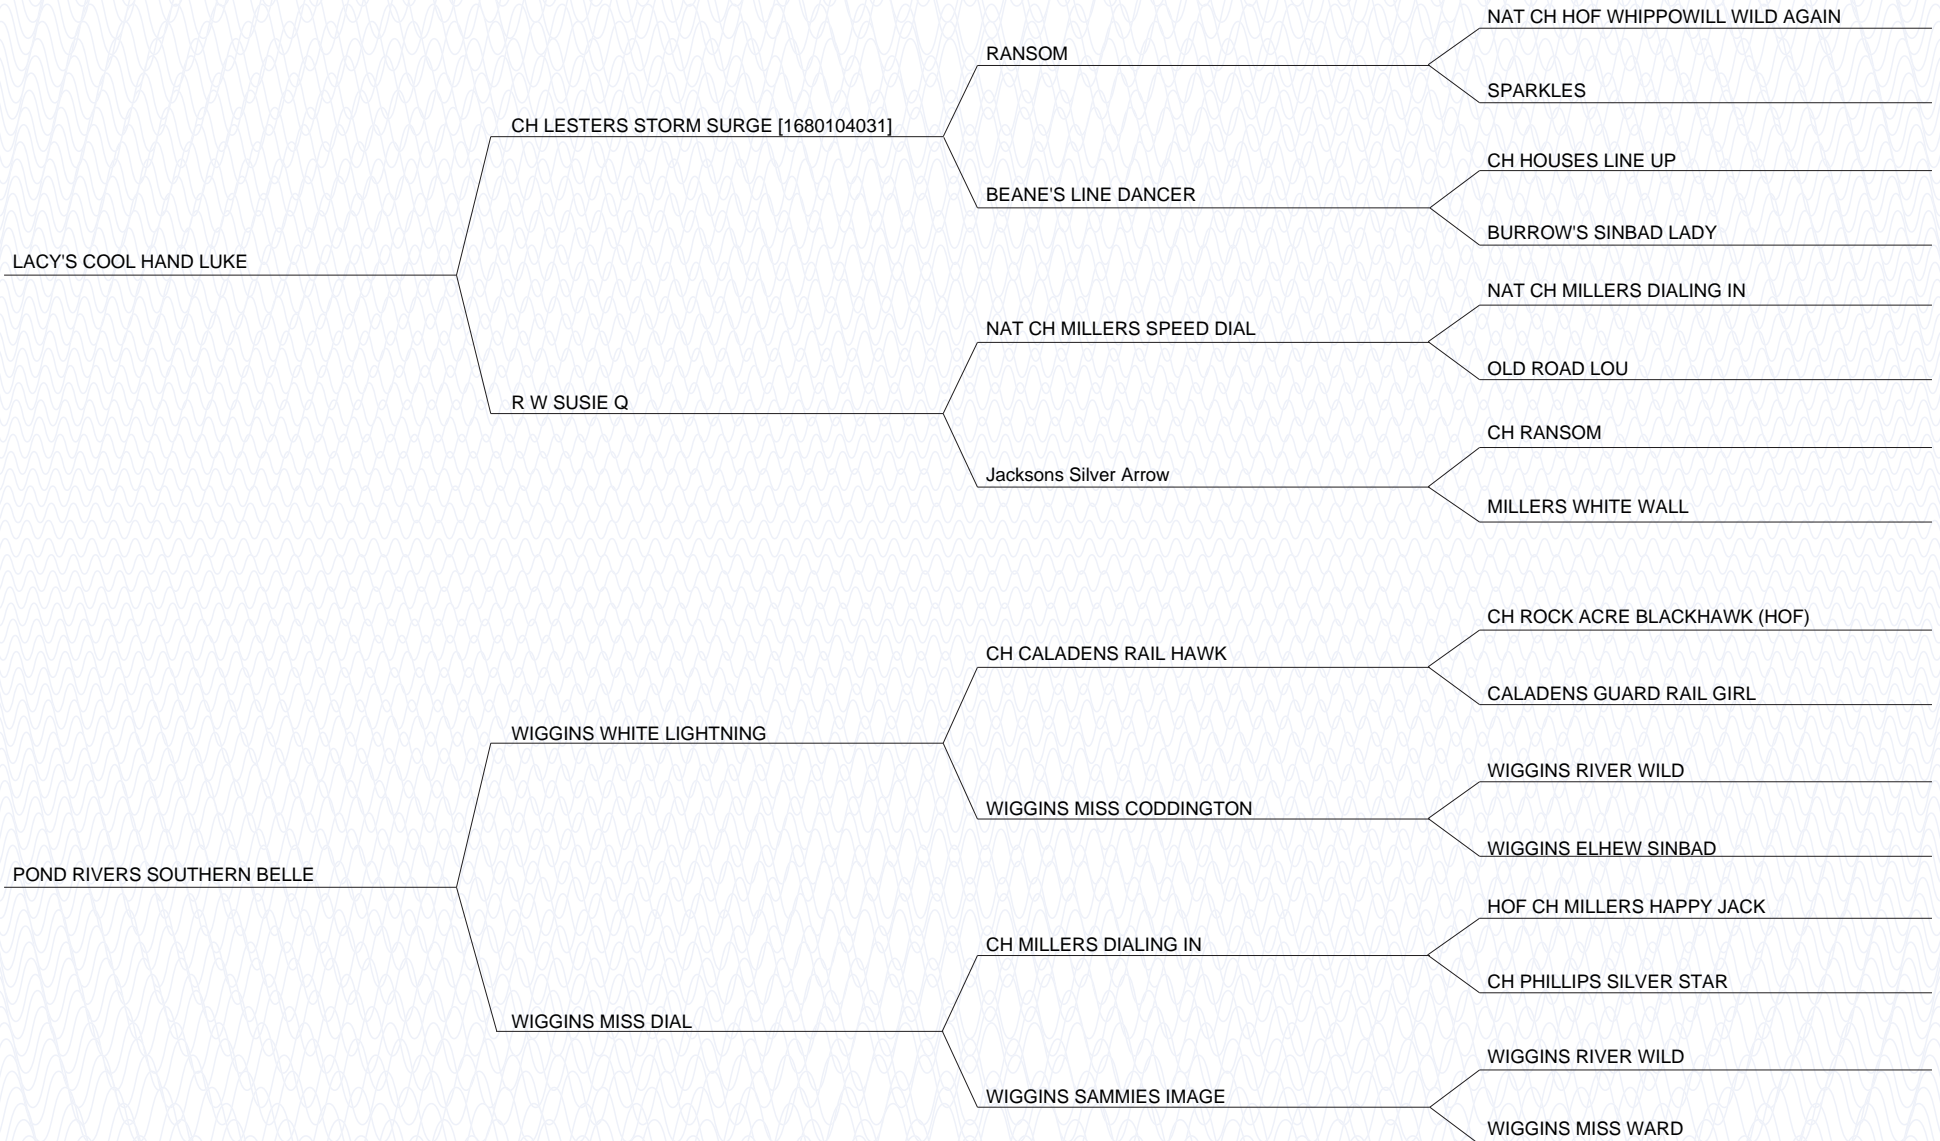 NAT CH HOF WHIPPOWILL WILD AGAIN
RANSOM
SPARKLES
CH LESTERS STORM SURGE [1680104031]
CH HOUSES LINE UP
BEANE'S LINE DANCER
BURROW'S SINBAD LADY
LACY'S COOL HAND LUKE
NAT CH MILLERS DIALING IN
NAT CH MILLERS SPEED DIAL
OLD ROAD LOU
R W SUSIE Q
CH RANSOM
Jacksons Silver Arrow
MILLERS WHITE WALL
CH ROCK ACRE BLACKHAWK (HOF)
CH CALADENS RAIL HAWK
CALADENS GUARD RAIL GIRL
WIGGINS WHITE LIGHTNING
WIGGINS RIVER WILD
WIGGINS MISS CODDINGTON
WIGGINS ELHEW SINBAD
POND RIVERS SOUTHERN BELLE
HOF CH MILLERS HAPPY JACK
CH MILLERS DIALING IN
CH PHILLIPS SILVER STAR
WIGGINS MISS DIAL
WIGGINS RIVER WILD
WIGGINS SAMMIES IMAGE
WIGGINS MISS WARD